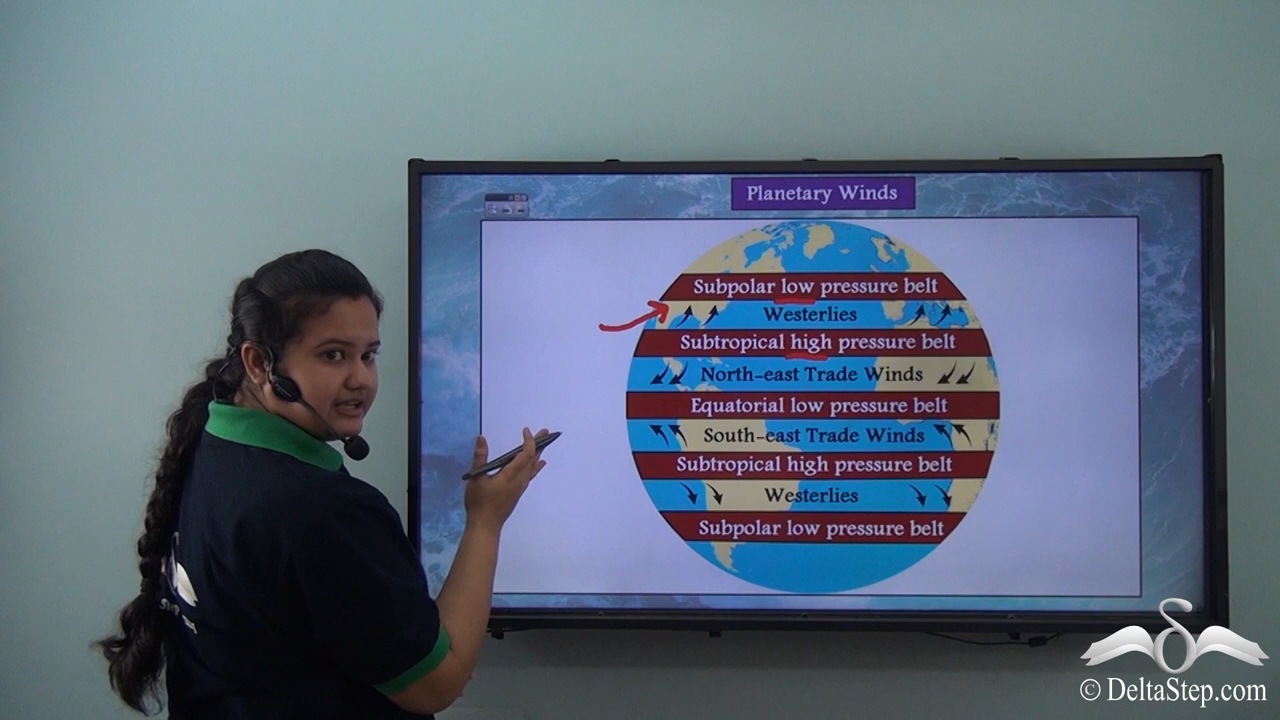 Planetary Winds
Subpolar low pressure belt
Westerlies
Subtropical high pressure belt
North-east Trade Winds
Equatorial low pressure belt
South-east Trade Winds
Subtropical high pressure belt
Westerlies
Subpolar low pressure belt
© DeltaStep.com